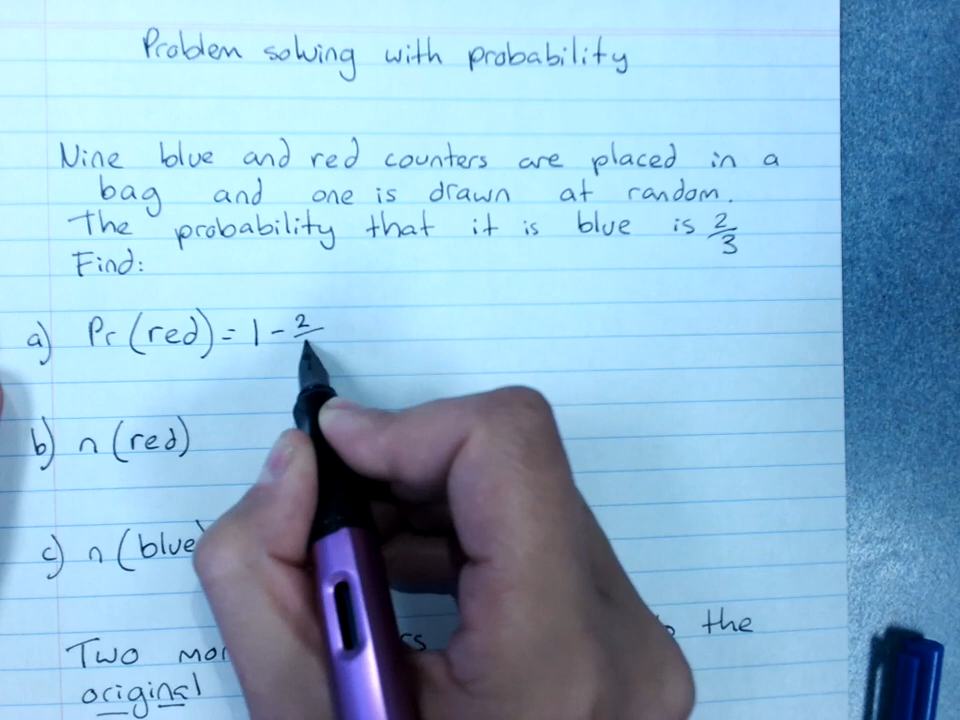 Problem solving with probability
Nine blue and red counters are placed in a
bag and one is drawn at random.
The probability that it is blue is 2/3
Find:
a) Pr(red) = 1 - 2/
b) n(red)
c) n(blue)
Two the
original